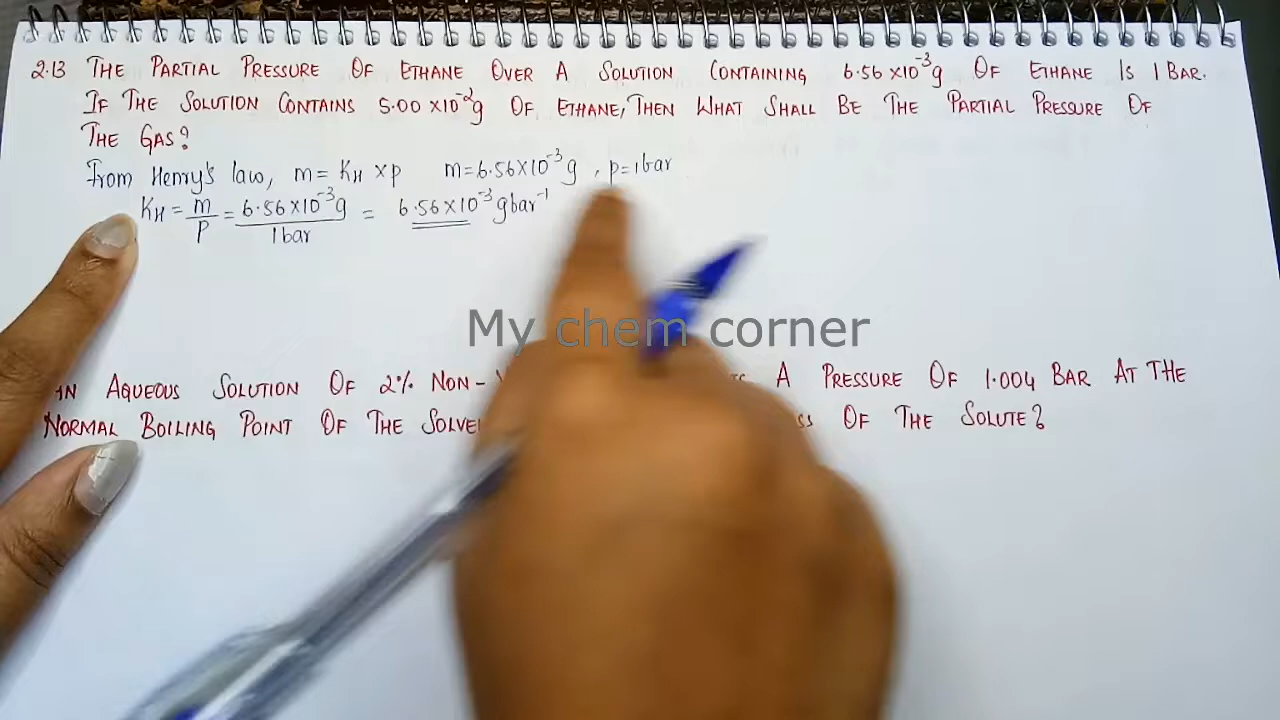 2.13 THE PARTIAL PRESSURE OF ETHANE OVER A SOLUTION CONTAINING 6.56 ×10⁻³g OF ETHANE IS 1 BAR.
IF THE SOLUTION CONTAINS 5.00 ×10⁻²g OF ETHANE, THEN WHAT SHALL BE THE PARTIAL PRESSURE OF
THE GAS?
From Henry's law, m = K_H × p m = 6.56×10⁻³g , p=1bar
K_H = m/p = 6.56×10⁻³g / 1bar = 6.56×10⁻³ g bar⁻¹
My chem corner
AQUEOUS SOLUTION OF 2% NON- A PRESSURE OF 1.004 BAR AT THE
NORMAL BOILING POINT OF THE OF THE SOLUTE?